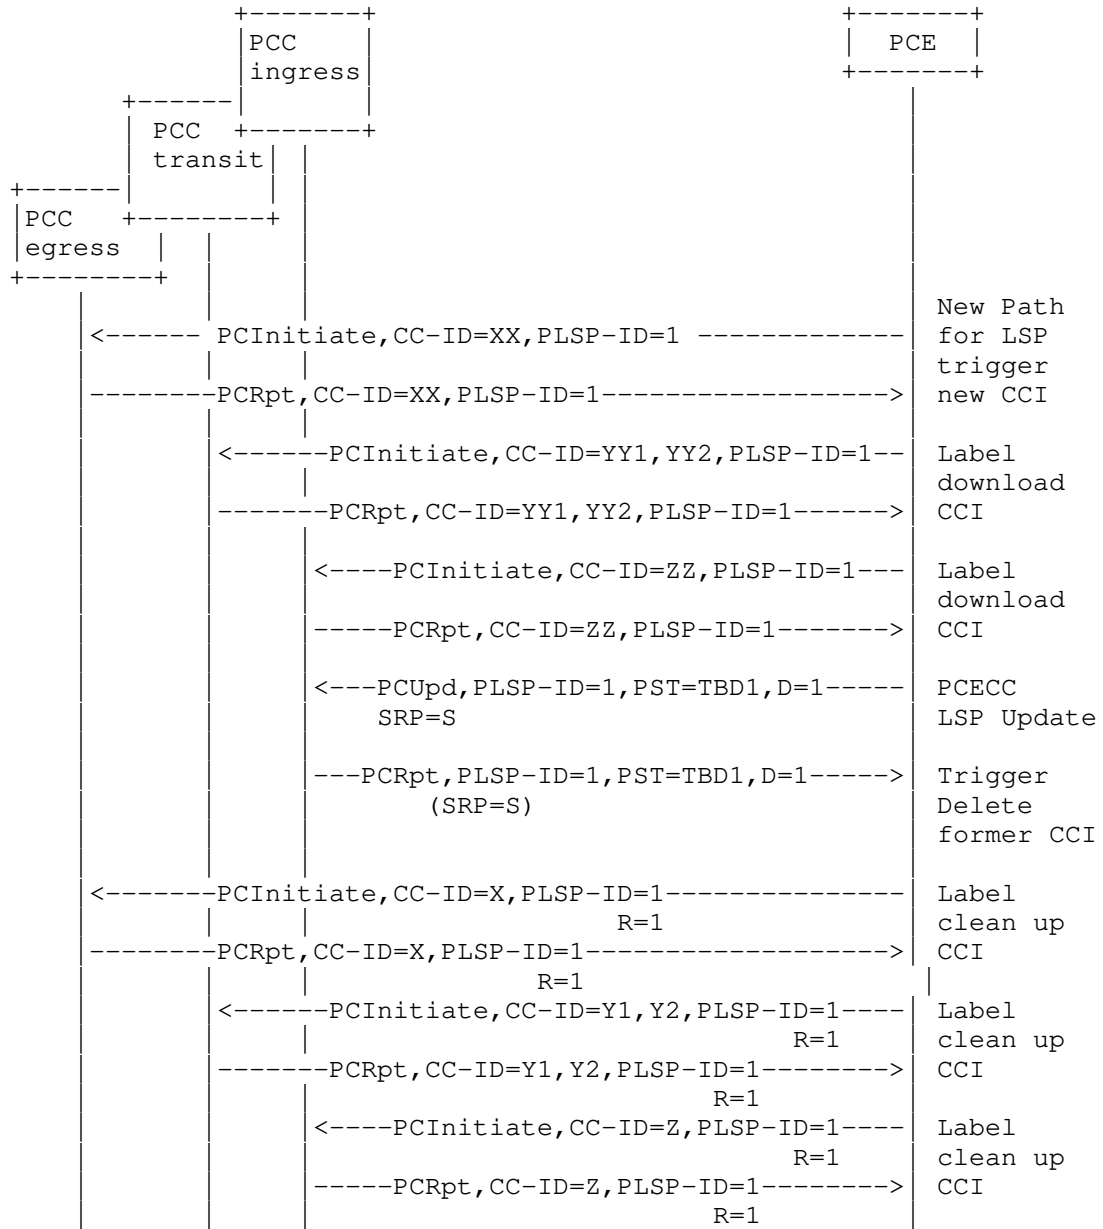 +-------+ +-------+
|PCC | | PCE |
|ingress| +-------+
+------| | |
| PCC +-------+ |
| transit| | |
+------| | | |
|PCC +--------+ | |
|egress | | | |
+--------+ | | |
| | | | New Path
|<------ PCInitiate,CC-ID=XX,PLSP-ID=1 -------------| for LSP
| | | | trigger
|--------PCRpt,CC-ID=XX,PLSP-ID=1------------------>| new CCI
| | | |
| |<------PCInitiate,CC-ID=YY1,YY2,PLSP-ID=1--| Label
| | | | download
| |-------PCRpt,CC-ID=YY1,YY2,PLSP-ID=1------>| CCI
| | | |
| | |<----PCInitiate,CC-ID=ZZ,PLSP-ID=1---| Label
| | | | download
| | |-----PCRpt,CC-ID=ZZ,PLSP-ID=1------->| CCI
| | | |
| | |<---PCUpd,PLSP-ID=1,PST=TBD1,D=1-----| PCECC
| | | SRP=S | LSP Update
| | | |
| | |---PCRpt,PLSP-ID=1,PST=TBD1,D=1----->| Trigger
| | | (SRP=S) | Delete
| | | | former CCI
| | | |
|<-------PCInitiate,CC-ID=X,PLSP-ID=1---------------| Label
| | | R=1 | clean up
|--------PCRpt,CC-ID=X,PLSP-ID=1------------------->| CCI
| | | R=1 |
| |<------PCInitiate,CC-ID=Y1,Y2,PLSP-ID=1----| Label
| | | R=1 | clean up
| |-------PCRpt,CC-ID=Y1,Y2,PLSP-ID=1-------->| CCI
| | | R=1 |
| | |<----PCInitiate,CC-ID=Z,PLSP-ID=1----| Label
| | | R=1 | clean up
| | |-----PCRpt,CC-ID=Z,PLSP-ID=1-------->| CCI
| | | R=1 |